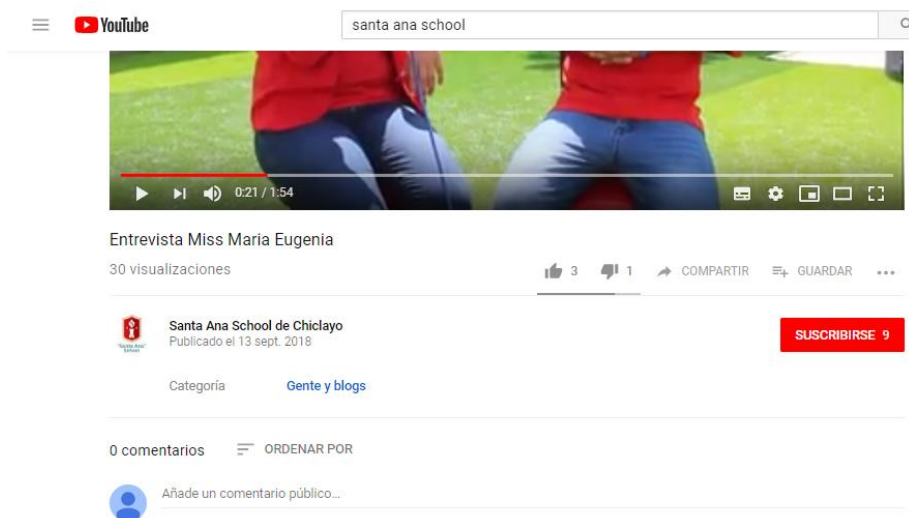 YouTube
santa ana school
0:21 / 1:54
Entrevista Miss Maria Eugenia
30 visualizaciones
3 1 COMPARTIR GUARDAR
Santa Ana School de Chiclayo
Publicado el 13 sept. 2018
SUSCRIBIRSE 9
Categoría Gente y blogs
0 comentarios ORDENAR POR
Añade un comentario público...